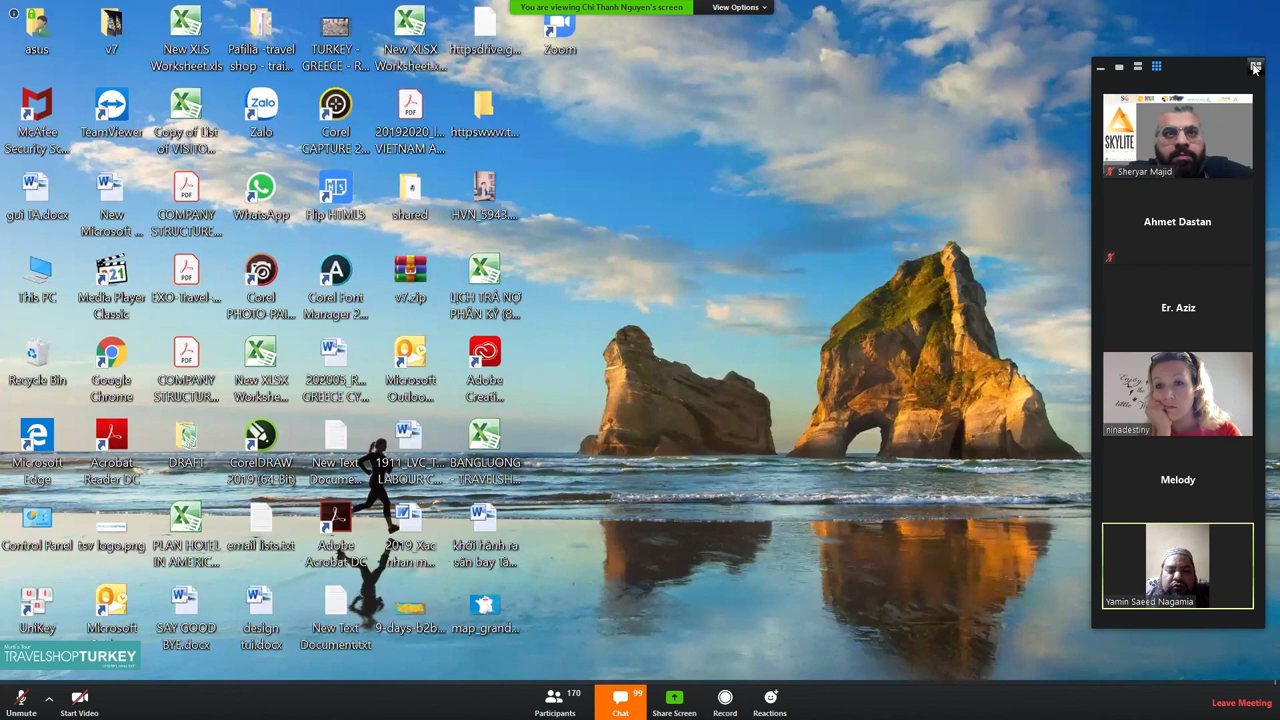 You are viewing Chi Thanh Nguyen's screen
View Options
asus
v7
New XLS
Worksheet.xls
Pafilia -travel
shop - trai...
TURKEY -
GREECE - R...
New XLSX
Worksheet.x...
httpsdrive.g...
Zoom
McAfee
Security Sc...
TeamViewer
Copy of List
of VISITO...
Zalo
Corel
CAPTURE 2...
20192020_I...
VIETNAM A...
httpswww.t...
gui TA.docx
New
Microsoft ...
COMPANY
STRUCTURE...
WhatsApp
Flip HTML5
shared
HVN_5943....
This PC
Media Player
Classic
EXO-Travel-...
Corel
PHOTO-PAI...
Corel Font
Manager 2...
v7.zip
LỊCH TRẢ NỢ
PHÂN KỲ (8...
Recycle Bin
Google
Chrome
COMPANY
STRUCTUR...
New XLSX
Workshe...
202005_R...
GREECE CY...
Microsoft
Outloo...
Adobe
Creati...
Microsoft
Edge
Acrobat
Reader DC
DRAFT
CorelDRAW
2019 (64-Bit)
New Text
Docume...
1911_LVC_T...
LABOUR C...
BANGLUONG
- TRAVELSH...
Control Panel
tsv logo.png
PLAN HOTEL
IN AMERIC...
email lists.txt
Adobe
Acrobat DC
2019_Xac
nhan m...
khởi hành ra
sân bay Tâ...
UniKey
Microsoft
SAY GOOD
BYE.docx
design
tui.docx
New Text
Document.txt
9-days-b2b...
map_grand...
Murti's Tour
TRAVELSHOPTURKEY
SKYLITE
Sheryar Majid
Ahmet Dastan
Er. Aziz
ninadestiny
Melody
Yamin Saeed Nagamia
Unmute
Start Video
Participants
170
Chat
99
Share Screen
Record
Reactions
Leave Meeting